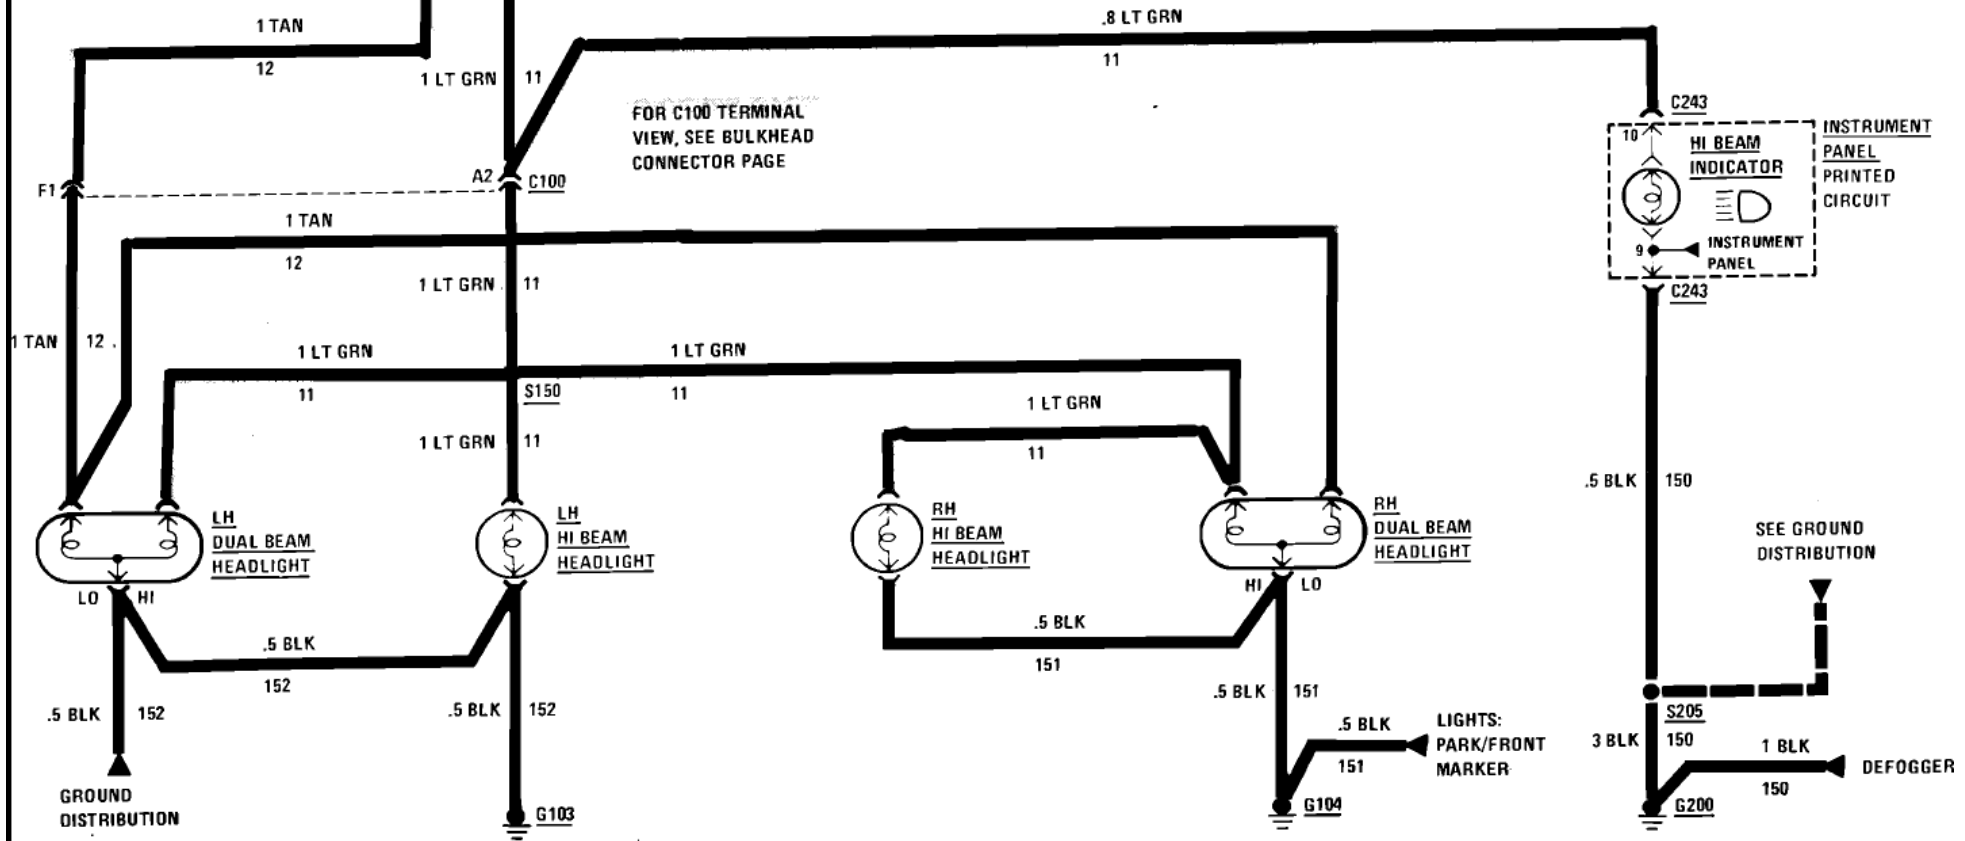 1 TAN
12
1 LT GRN
11
.8 LT GRN
11
FOR C100 TERMINAL
VIEW, SEE BULKHEAD
CONNECTOR PAGE
C243
10
HI BEAM
INDICATOR
INSTRUMENT
PANEL
PRINTED
CIRCUIT
9
INSTRUMENT
PANEL
C243
F1
A2
C100
1 TAN
12
1 LT GRN
11
1 TAN
12
1 LT GRN
11
1 LT GRN
11
S150
1 LT GRN
11
1 LT GRN
11
.5 BLK
150
LH
DUAL BEAM
HEADLIGHT
LO
HI
LH
HI BEAM
HEADLIGHT
RH
HI BEAM
HEADLIGHT
RH
DUAL BEAM
HEADLIGHT
HI
LO
SEE GROUND
DISTRIBUTION
.5 BLK
152
.5 BLK
151
.5 BLK
152
.5 BLK
152
.5 BLK
151
.5 BLK
151
LIGHTS:
PARK/FRONT
MARKER
S205
3 BLK
150
1 BLK
150
DEFOGGER
GROUND
DISTRIBUTION
G103
G104
G200